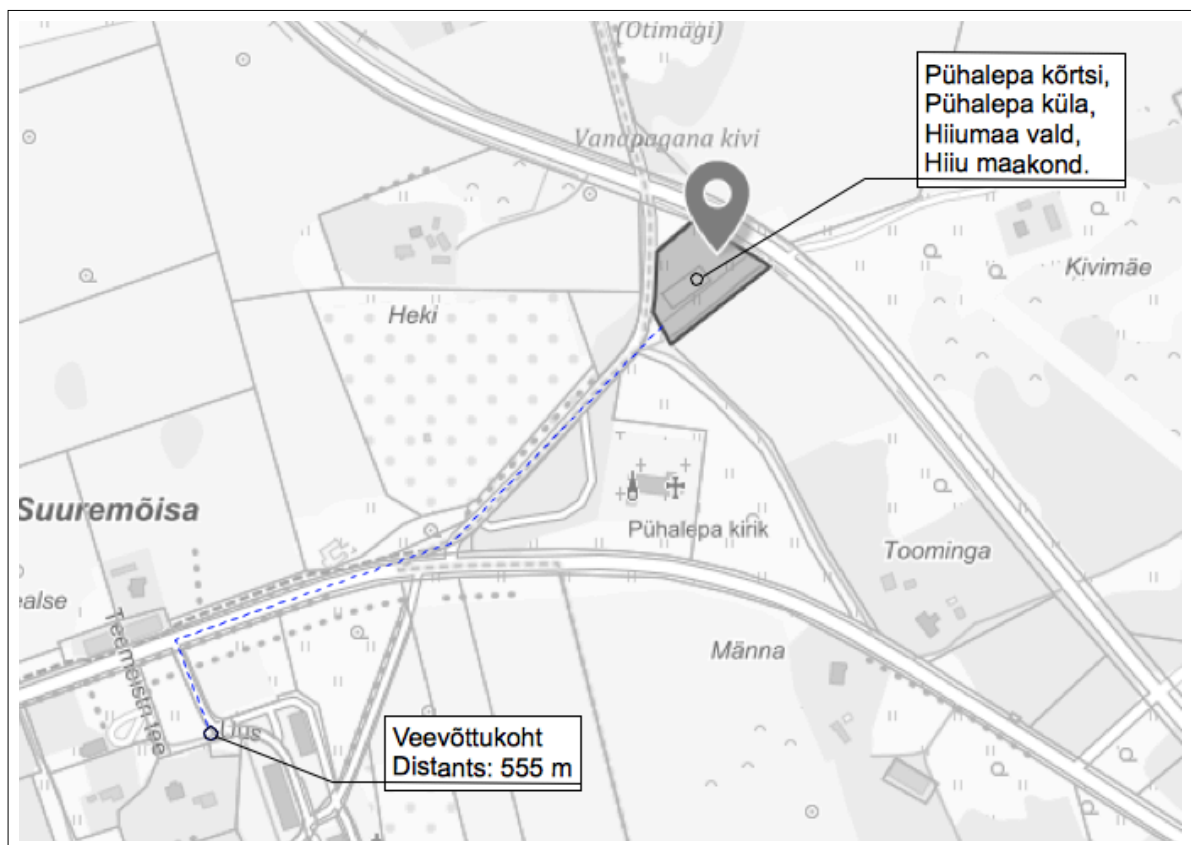 (Otimägi)
Pühalepa kõrtsi,
Pühalepa küla,
Hiiumaa vald,
Hiiu maakond.
Vanapagana kivi
Kivimäe
Heki
Suuremõisa
Pühalepa kirik
Toominga
ealse
Männa
Teemeistri tee
Veevõttukoht
Distants: 555 m